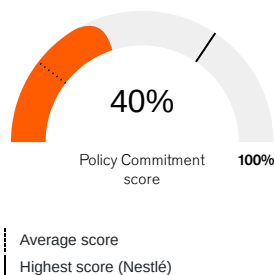 40%
Policy Commitment 100%
score
Average score
Highest score (Nestlé)